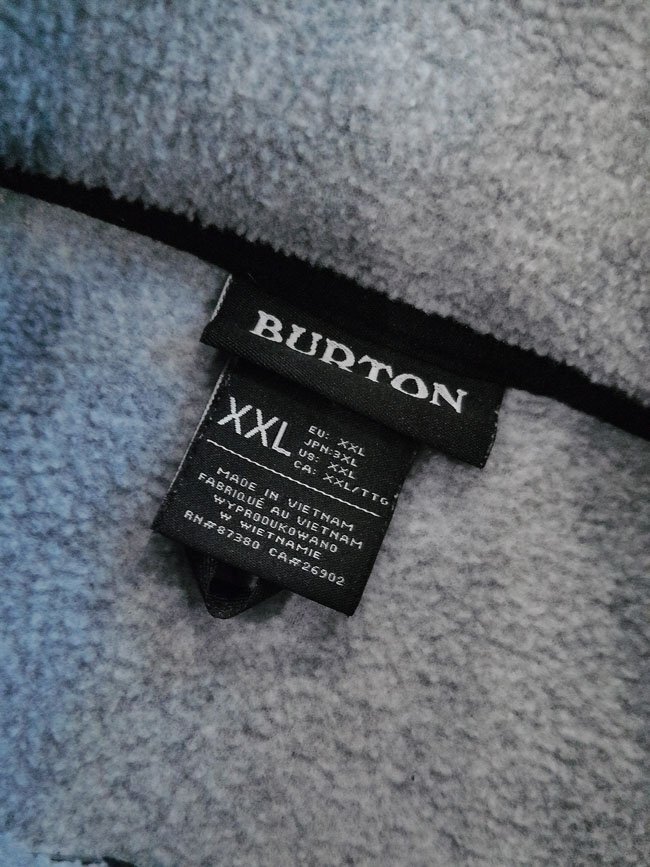 BURTON
XXL
EU: XXL
JPN:3XL
US: XXL
CA: XXL/TTG
MADE IN VIETNAM
FABRIQUÉ AU VIETNAM
WYPRODUKOWANO
W WIETNAMIE
RN#87380 CA#26902